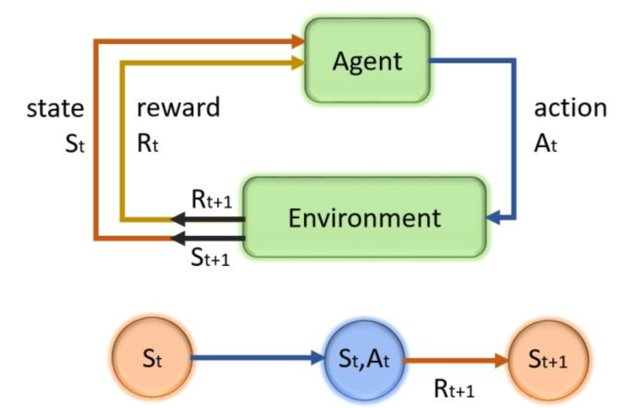 Agent
state
St
reward
Rt
action
At
Rt+1
Environment
St+1
St
St,At
Rt+1
St+1